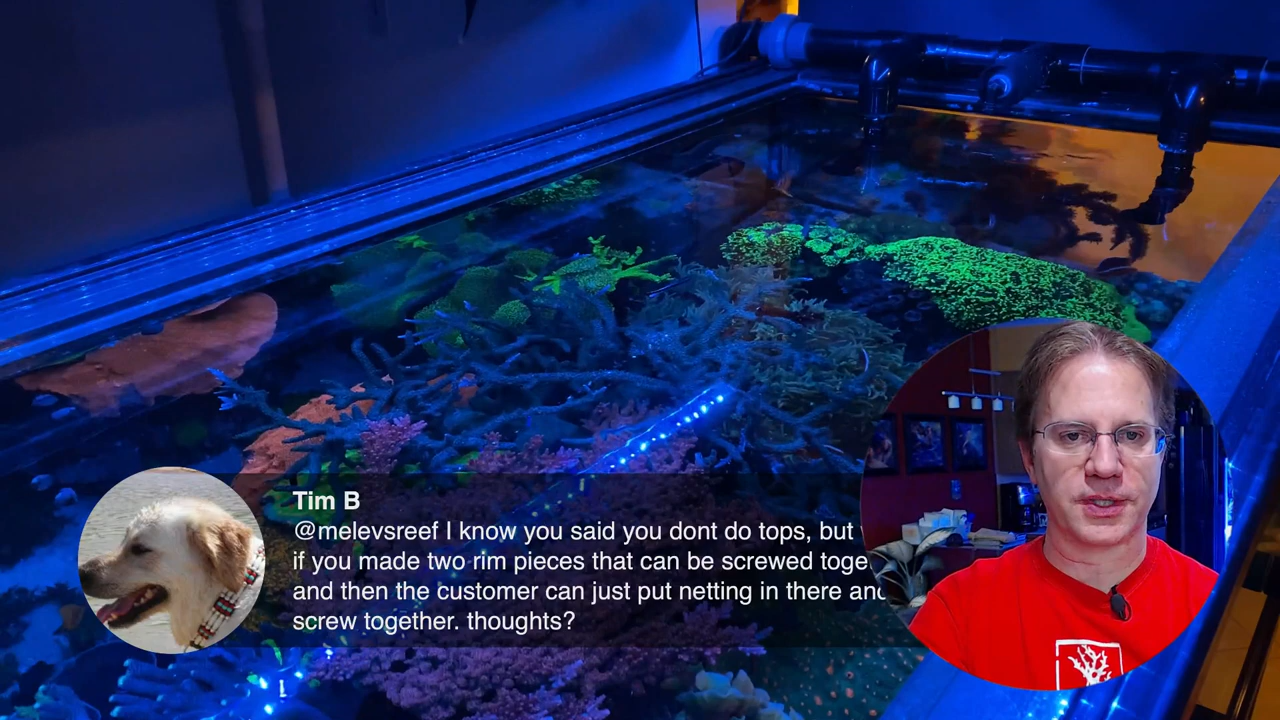 Tim B
@melevsreef I know you said you dont do tops, but
if you made two rim pieces that can be screwed
and then the customer can just put netting in there and
screw together. thoughts?